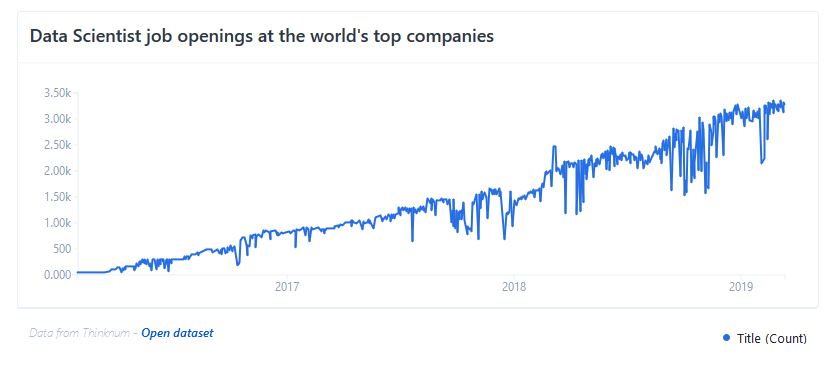 Data Scientist job openings at the world's top companies
3.50k
3.00k
2.50k
2.00k
1.50k
1.00k
500
0.000
2017 2018 2019
Data from Thinknum - Open dataset
Title (Count)